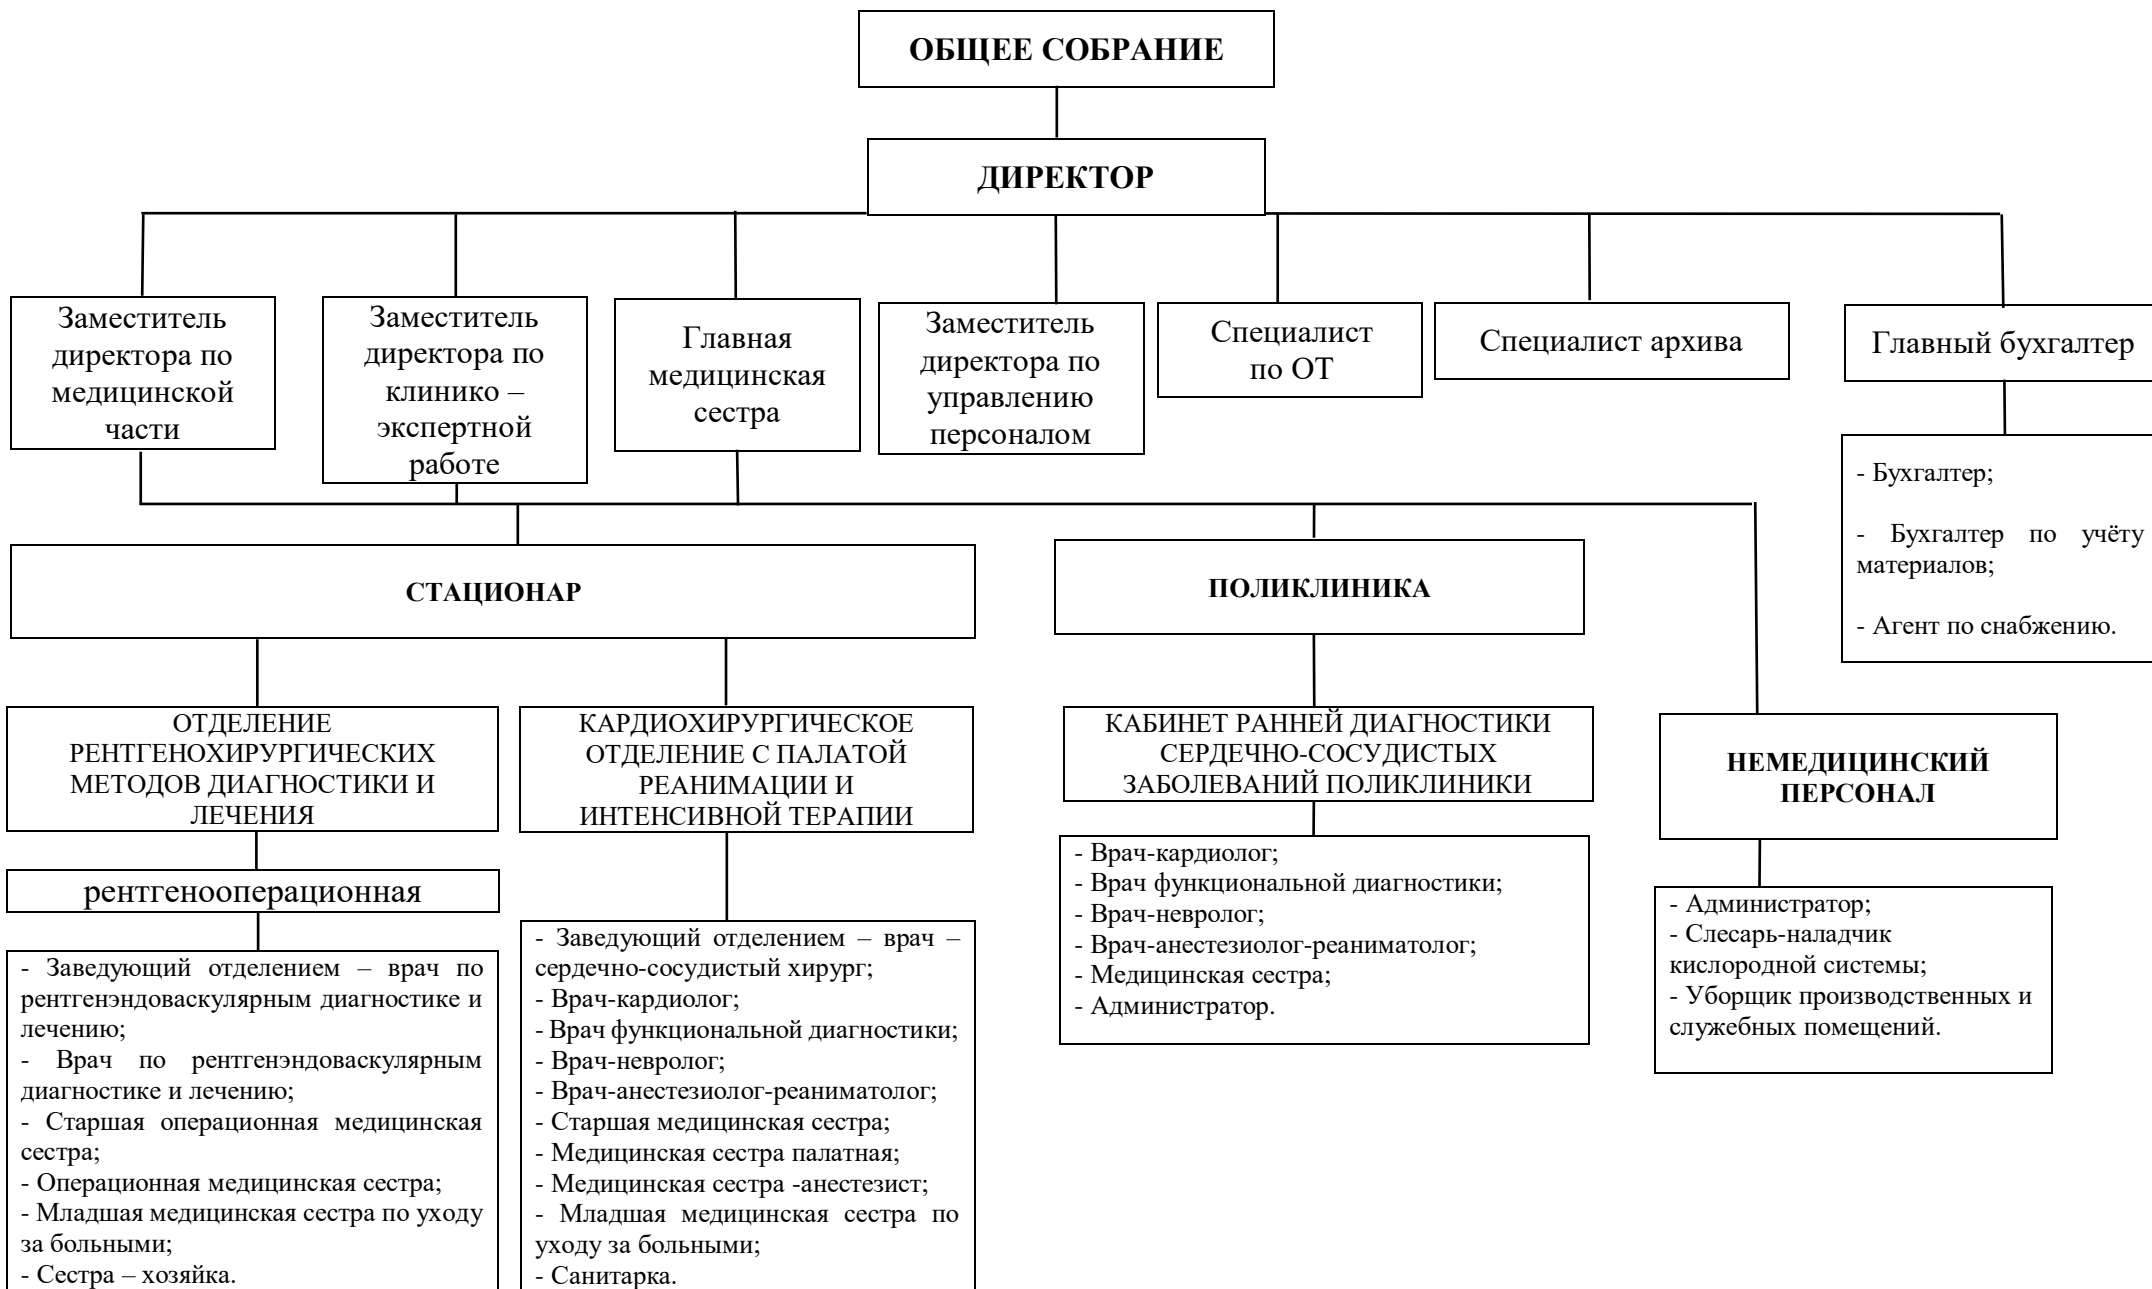 ОБЩЕЕ СОБРАНИЕ
ДИРЕКТОР
Заместитель
директора по
медицинской
части
Заместитель
директора по
клинико –
экспертной
работе
Главная
медицинская
сестра
Заместитель
директора по
управлению
персоналом
Специалист
по ОТ
Специалист архива
Главный бухгалтер
- Бухгалтер;
- Бухгалтер по учёту
материалов;
- Агент по снабжению.
СТАЦИОНАР
ПОЛИКЛИНИКА
ОТДЕЛЕНИЕ
РЕНТГЕНОХИРУРГИЧЕСКИХ
МЕТОДОВ ДИАГНОСТИКИ И
ЛЕЧЕНИЯ
КАРДИОХИРУРГИЧЕСКОЕ
ОТДЕЛЕНИЕ С ПАЛАТОЙ
РЕАНИМАЦИИ И
ИНТЕНСИВНОЙ ТЕРАПИИ
КАБИНЕТ РАННЕЙ ДИАГНОСТИКИ
СЕРДЕЧНО-СОСУДИСТЫХ
ЗАБОЛЕВАНИЙ ПОЛИКЛИНИКИ
НЕМЕДИЦИНСКИЙ
ПЕРСОНАЛ
рентгенооперационная
- Заведующий отделением – врач по
рентгенэндоваскулярным диагностике и
лечению;
- Врач по рентгенэндоваскулярным
диагностике и лечению;
- Старшая операционная медицинская
сестра;
- Операционная медицинская сестра;
- Младшая медицинская сестра по уходу
за больными;
- Сестра – хозяйка.
- Заведующий отделением – врач –
сердечно-сосудистый хирург;
- Врач-кардиолог;
- Врач функциональной диагностики;
- Врач-невролог;
- Врач-анестезиолог-реаниматолог;
- Старшая медицинская сестра;
- Медицинская сестра палатная;
- Медицинская сестра -анестезист;
- Младшая медицинская сестра по
уходу за больными;
- Санитарка.
- Врач-кардиолог;
- Врач функциональной диагностики;
- Врач-невролог;
- Врач-анестезиолог-реаниматолог;
- Медицинская сестра;
- Администратор.
- Администратор;
- Слесарь-наладчик
кислородной системы;
- Уборщик производственных и
служебных помещений.